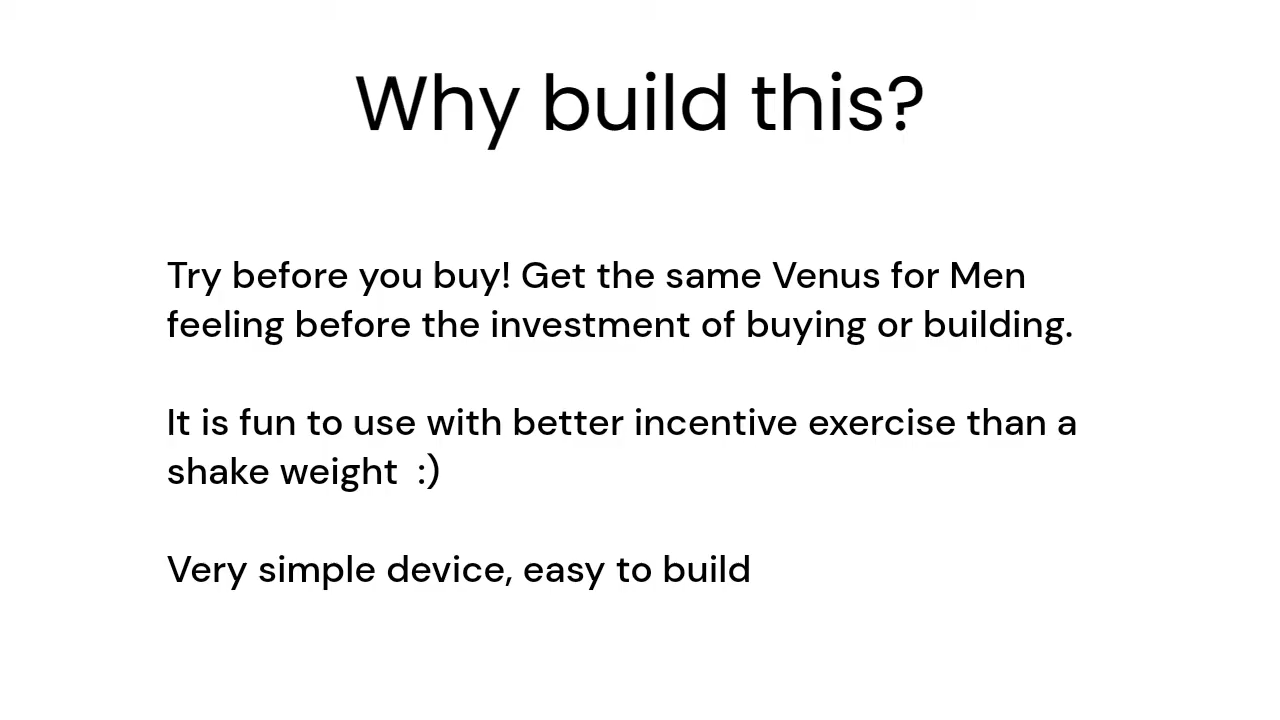 Why build this?
Try before you buy! Get the same Venus for Men
feeling before the investment of buying or building.
It is fun to use with better incentive exercise than a
shake weight  :)
Very simple device, easy to build